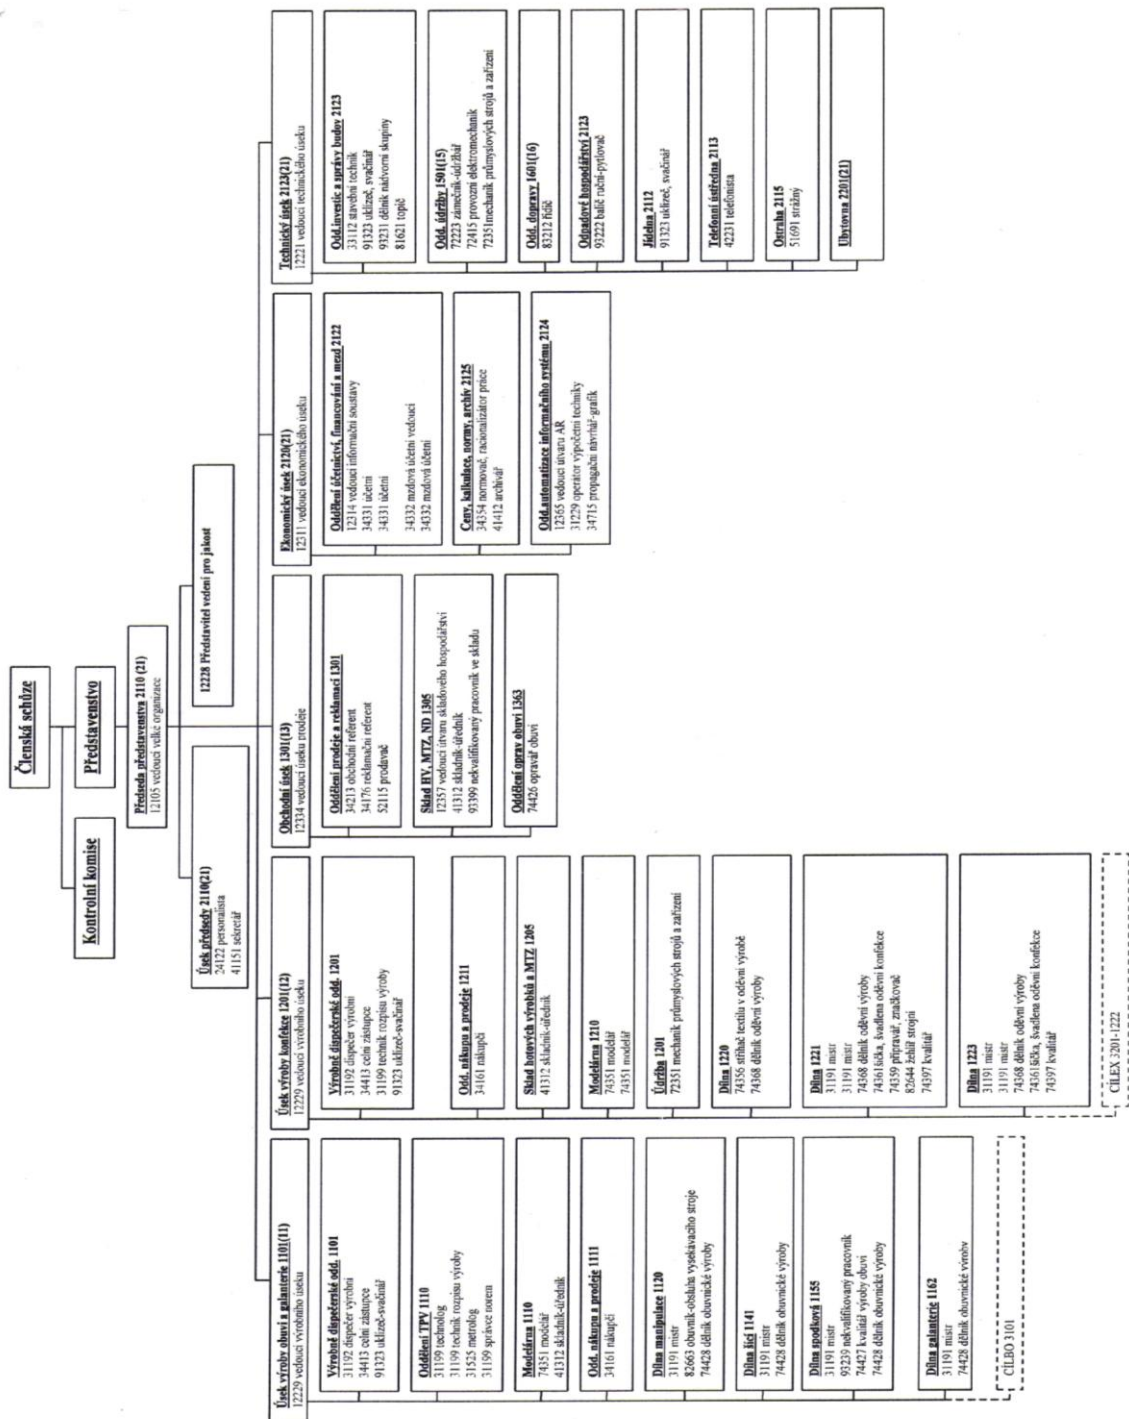 Členská schůze
Kontrolní komise
Představenstvo
Předseda představenstva 2110 (21)
12105 vedoucí velké organizace
Úsek předsedy 2110(21)
24122 personalista
41151 sekretář
12228 Představitel vedení pro jakost
Úsek výroby obuvi a galanterie 1101(11)
12229 vedoucí výrobního úseku
Výrobně dispečerské odd. 1101
31192 dispečer výrobní
34413 celní zástupce
91323 uklizeč-svačinář
Oddělení TPV 1110
31199 technolog
31199 technik rozpisu výroby
31525 metrolog
31199 správce norem
Modelárna 1110
74351 modelář
41312 skladník-úředník
Odd. nákupu a prodeje 1111
34161 nákupčí
Dílna manipulace 1120
31191 mistr
82663 obuvník-obsluha vysekávacího stroje
74428 dělník obuvnické výroby
Dílna šicí 1141
31191 mistr
74428 dělník obuvnické výroby
Dílna spodková 1155
31191 mistr
93239 nekvalifikovaný pracovník
74427 kvalitář výroby obuvi
74428 dělník obuvnické výroby
Dílna galanterie 1162
31191 mistr
74428 dělník obuvnické výroby
CÍLBO 3101
Úsek výroby konfekce 1201(12)
12229 vedoucí výrobního úseku
Výrobně dispečerské odd. 1201
31192 dispečer výrobní
34413 celní zástupce
31199 technik rozpisu výroby
91323 uklizeč-svačinář
Odd. nákupu a prodeje 1211
34161 nákupčí
Sklad hotových výrobků a MTZ 1205
41312 skladník-úředník
Modelárna 1210
74351 modelář
74351 modelář
Údržba 1201
72351 mechanik průmyslových strojů a zařízení
Dílna 1220
74356 střihač textilu v oděvní výrobě
74368 dělník oděvní výroby
Dílna 1221
31191 mistr
31191 mistr
74368 dělník oděvní výroby
74361šička, švadlena oděvní konfekce
74359 přípravář, značkovač
82644 žehlíř strojní
74397 kvalitář
Dílna 1223
31191 mistr
31191 mistr
74368 dělník oděvní výroby
74361šička, švadlena oděvní konfekce
74397 kvalitář
CÍLEX 3201-1222
Obchodní úsek 1301(13)
12334 vedoucí úseku prodeje
Oddělení prodeje a reklamací 1301
34213 obchodní referent
34176 reklamační referent
52115 prodavač
Sklad HV, MTZ, ND 1305
12357 vedoucí útvaru skladového hospodářství
41312 skladník-úředník
93399 nekvalifikovaný pracovník ve skladu
Oddělení oprav obuvi 1363
74426 opravář obuvi
Ekonomický úsek 2120(21)
12311 vedoucí ekonomického úseku
Oddělení účetnictví, financování a mezd 2122
12314 vedoucí informační soustavy
34331 účetní
34331 účetní
34332 mzdová účetní vedoucí
34332 mzdová účetní
Ceny, kalkulace, normy, archiv 2125
34354 normovač, racionalizátor práce
41412 archivář
Odd.automatizace informačního systému 2124
12365 vedoucí útvaru AŘ
31229 operátor výpočetní techniky
34715 propagační návrhář-grafik
Technický úsek 2123(21)
12221 vedoucí technického úseku
Odd.investic a správy budov 2123
33112 stavební technik
91323 uklizeč, svačinář
93231 dělník nádvorní skupiny
81621 topič
Odd. údržby 1501(15)
72223 zámečník-údržbář
72415 provozní elektromechanik
72351mechanik průmyslových strojů a zařízení
Odd. dopravy 1601(16)
83212 řidič
Odpadové hospodářství 2123
93222 balič ruční-pytlovač
Jídelna 2112
91323 uklizeč, svačinář
Telefonní ústředna 2113
42231 telefonista
Ostraha 2115
51691 strážný
Ubytovna 2201(21)